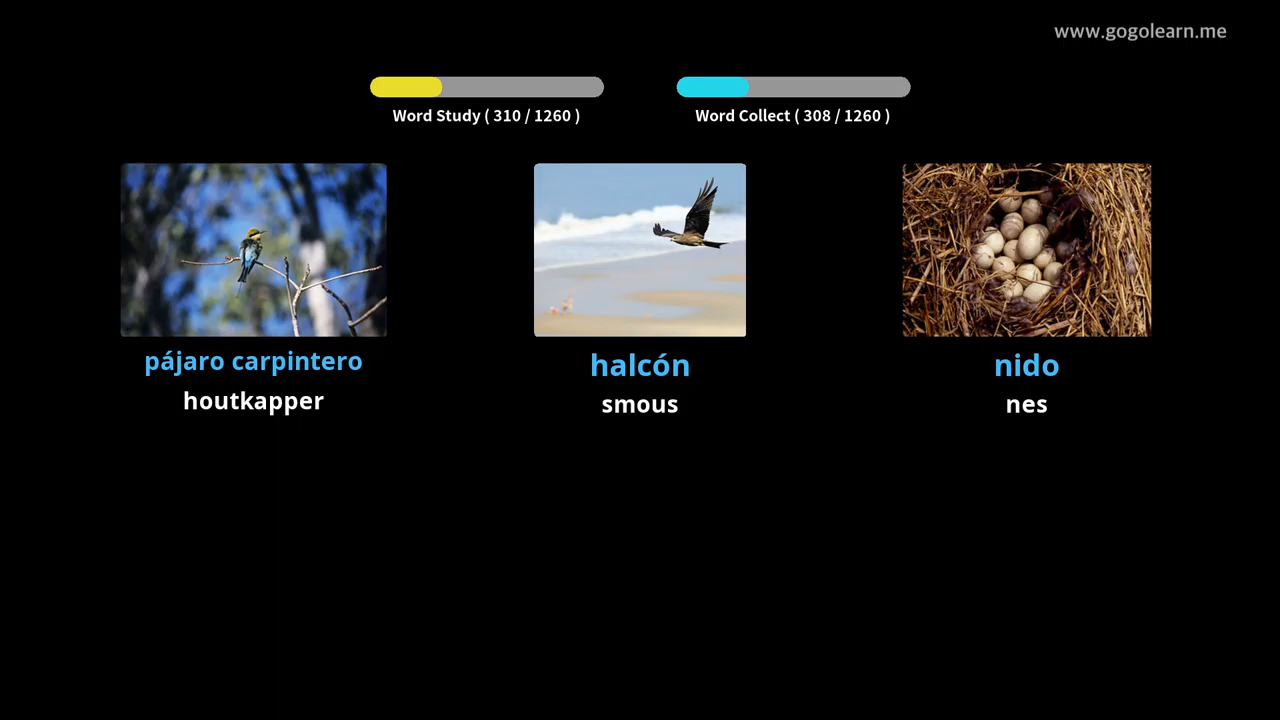 www.gogolearn.me
Word Study ( 310 / 1260 )
Word Collect ( 308 / 1260 )
pájaro carpintero
houtkapper
halcón
smous
nido
nes